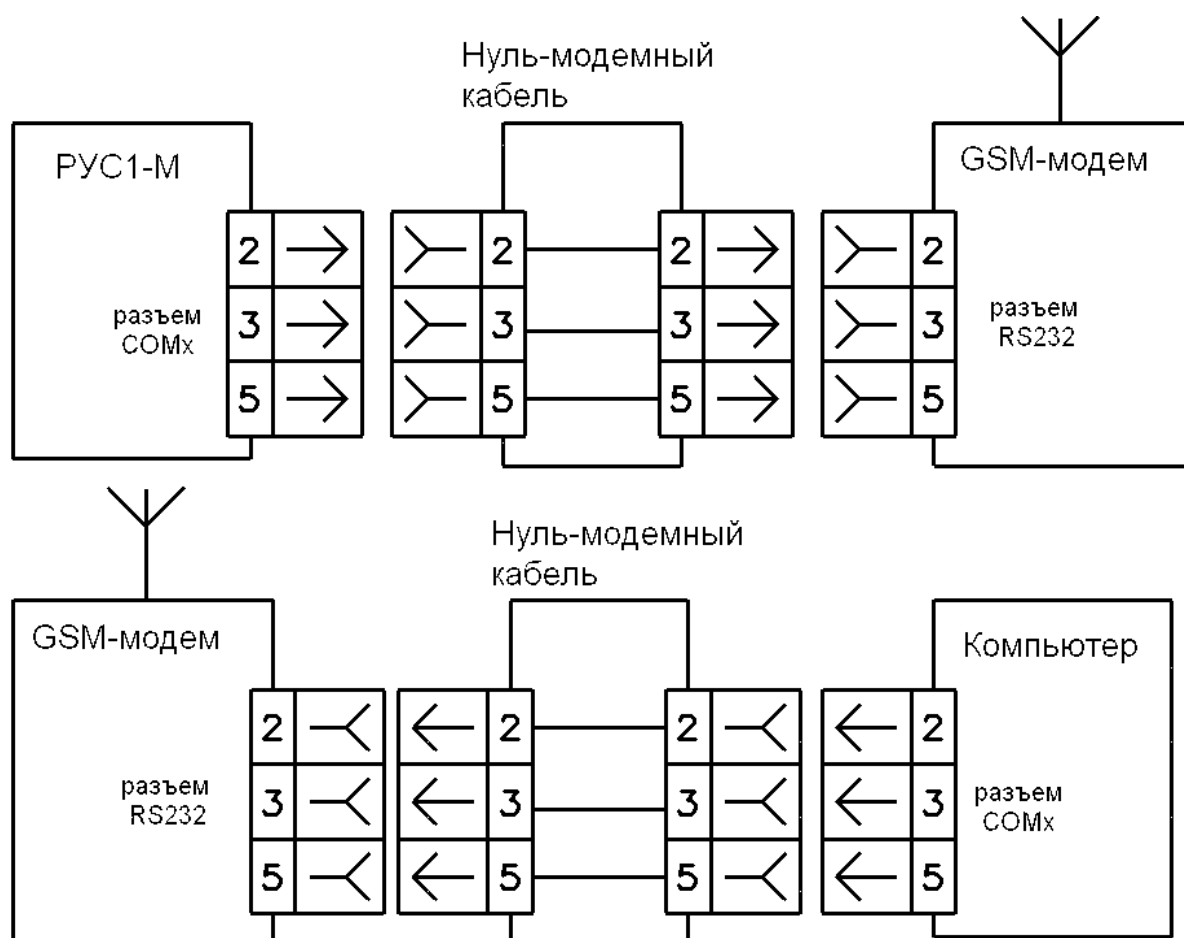 Нуль-модемный
кабель
РУС1-М
GSM-модем
2 2 2 2
3 3 3 3
5 5 5 5
разъем
COMx
разъем
RS232
Нуль-модемный
кабель
GSM-модем
Компьютер
2 2 2 2
3 3 3 3
5 5 5 5
разъем
RS232
разъем
COMx